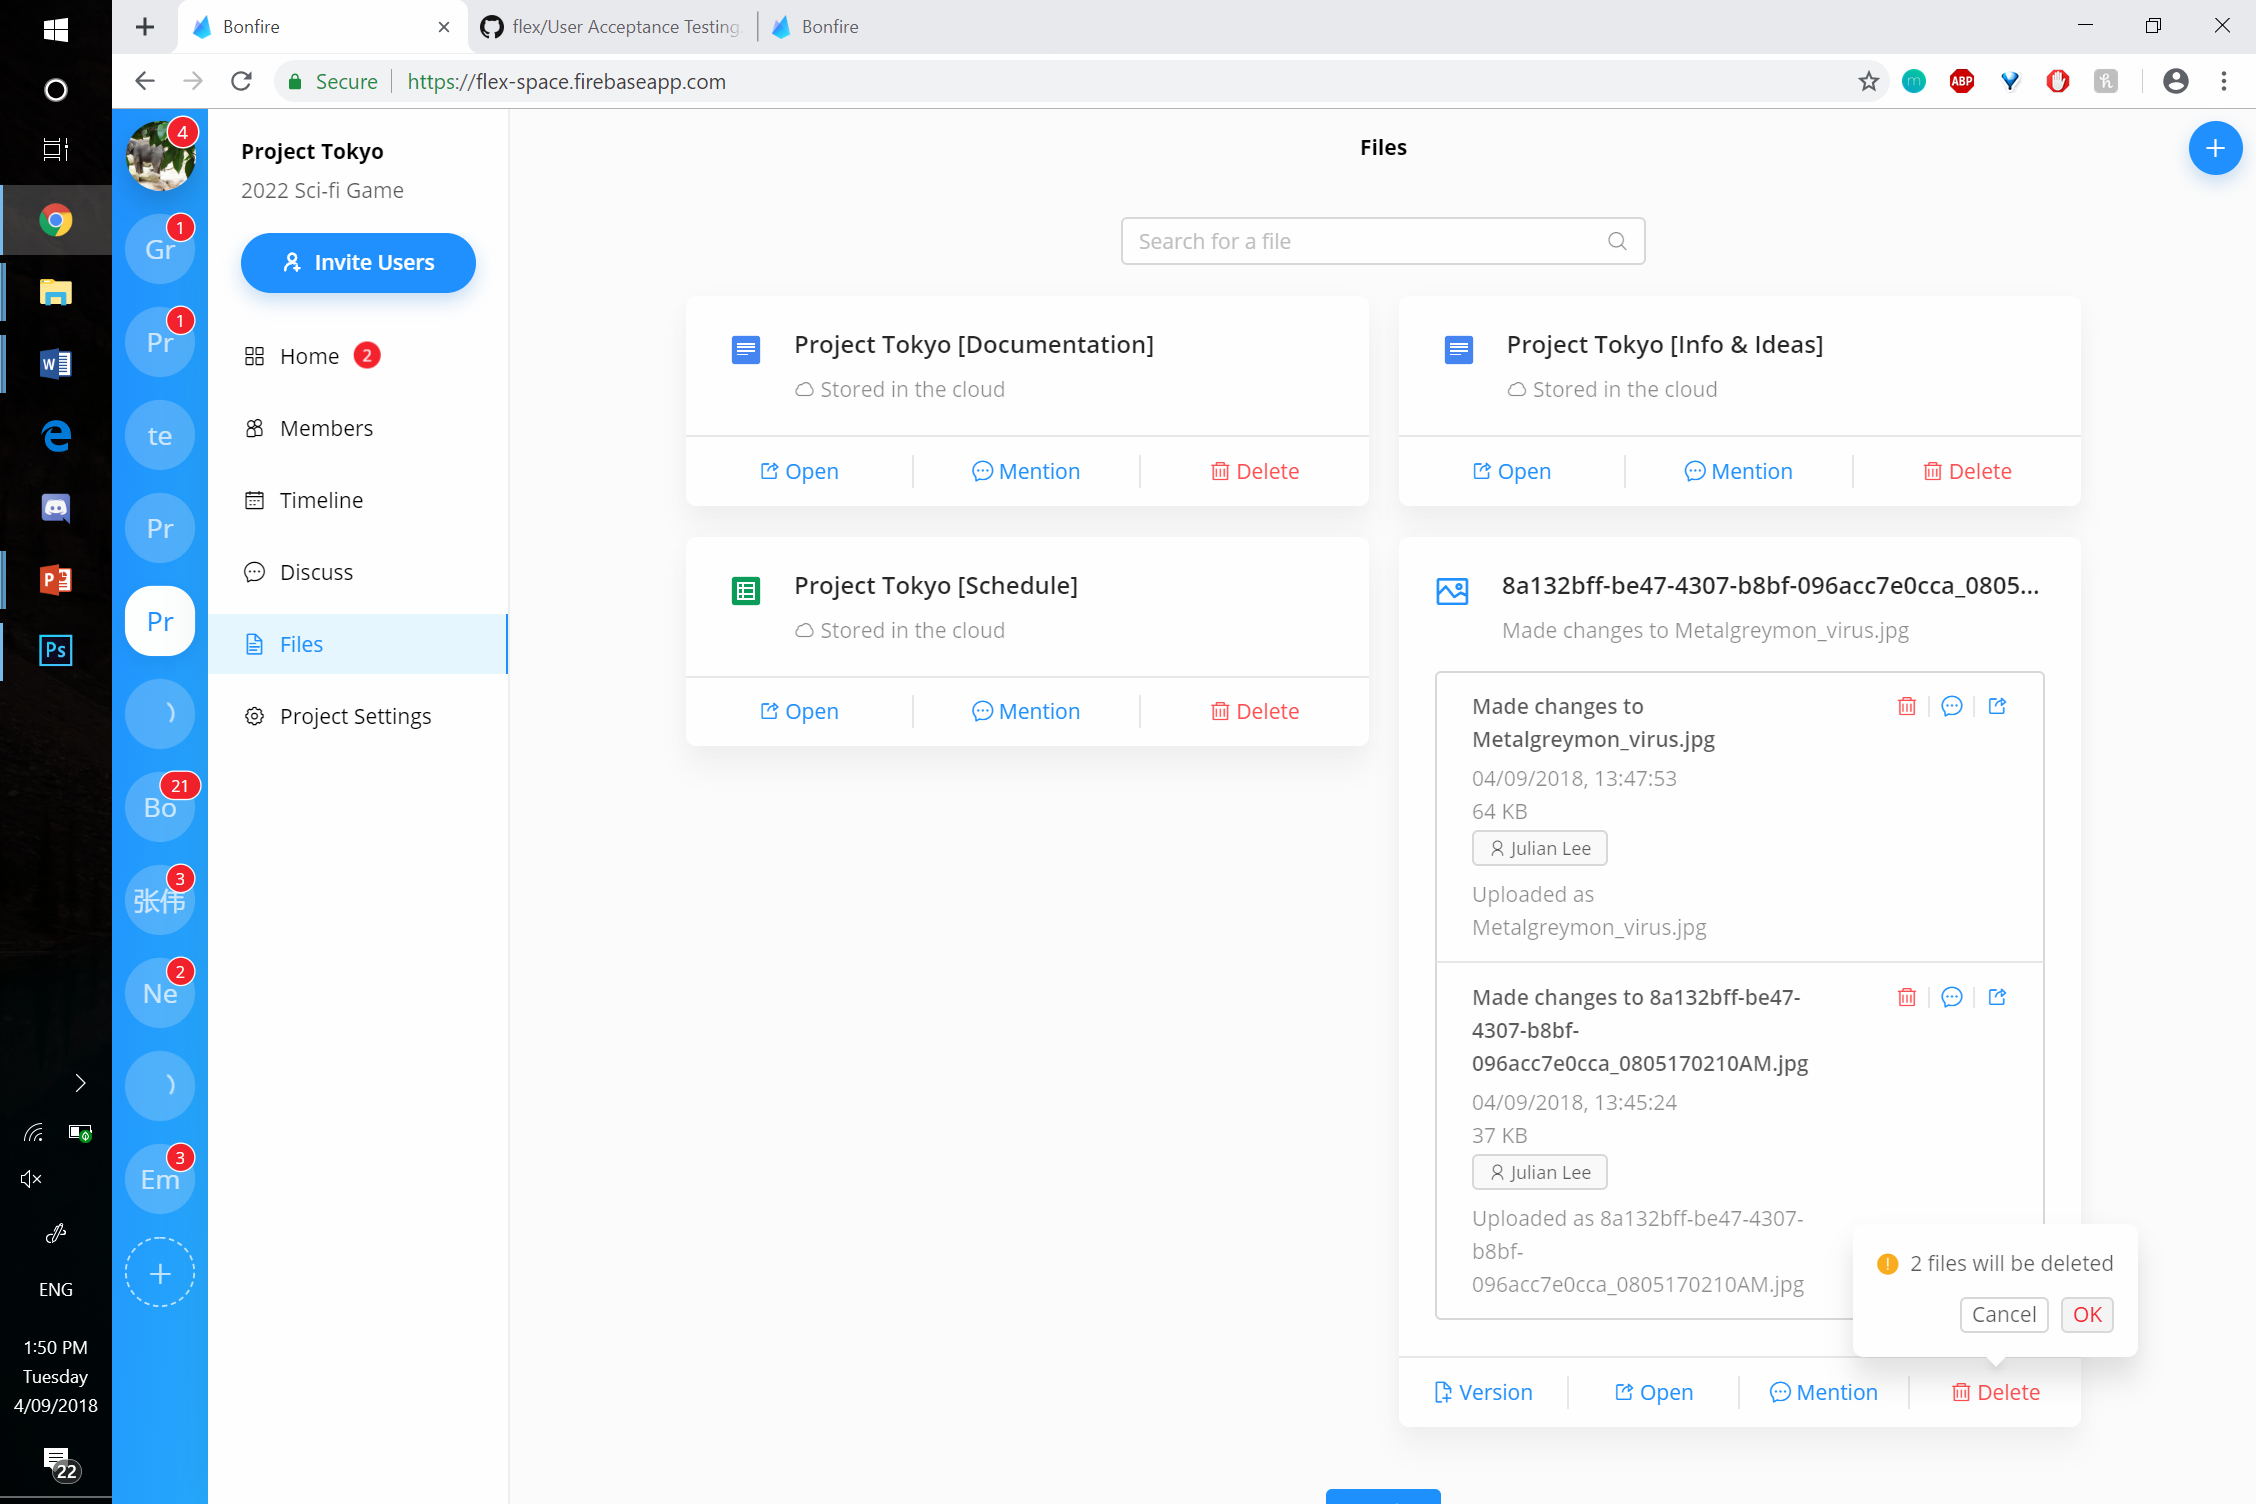 Bonfire
flex/User Acceptance Testing
Bonfire
Secure
https://flex-space.firebaseapp.com
ABP
4
Gr
1
Pr
1
te
Pr
Pr
Bo
21
张伟
3
Ne
2
Em
3
Project Tokyo
2022 Sci-fi Game
Invite Users
Home 2
Members
Timeline
Discuss
Files
Project Settings
Files
Search for a file
Project Tokyo [Documentation]
Stored in the cloud
Open Mention Delete
Project Tokyo [Info & Ideas]
Stored in the cloud
Open Mention Delete
Project Tokyo [Schedule]
Stored in the cloud
Open Mention Delete
8a132bff-be47-4307-b8bf-096acc7e0cca_0805...
Made changes to Metalgreymon_virus.jpg
Made changes to
Metalgreymon_virus.jpg
04/09/2018, 13:47:53
64 KB
Julian Lee
Uploaded as
Metalgreymon_virus.jpg
Made changes to 8a132bff-be47-
4307-b8bf-
096acc7e0cca_0805170210AM.jpg
04/09/2018, 13:45:24
37 KB
Julian Lee
Uploaded as 8a132bff-be47-4307-
b8bf-
096acc7e0cca_0805170210AM.jpg
2 files will be deleted
Cancel OK
Version Open Mention Delete
Ps
ENG
1:50 PM
Tuesday
4/09/2018
22